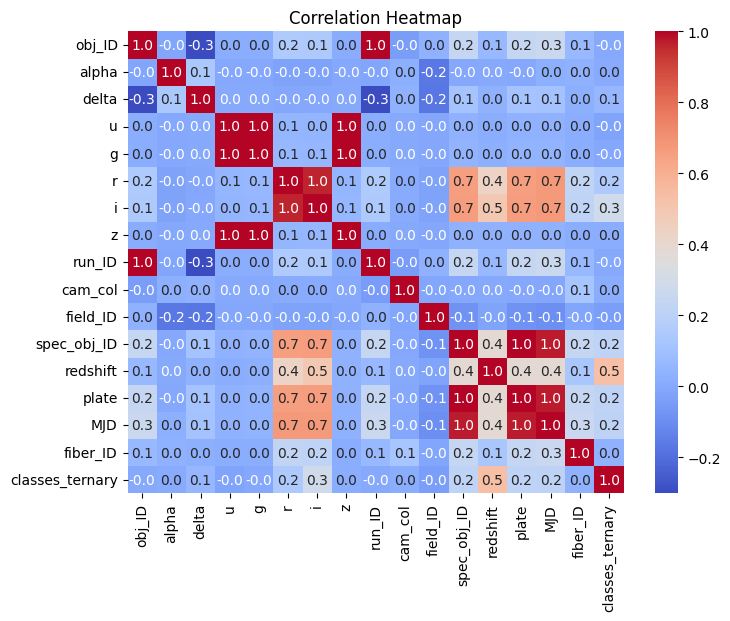 Correlation Heatmap
obj_ID 1.0 -0.0 -0.3 0.0 0.0 0.2 0.1 0.0 1.0 -0.0 0.0 0.2 0.1 0.2 0.3 0.1 -0.0
alpha -0.0 1.0 0.1 -0.0 -0.0 -0.0 -0.0 -0.0 -0.0 0.0 -0.2 -0.0 -0.0 -0.0 0.0 0.0 0.0
delta -0.3 0.1 1.0 0.0 0.0 -0.0 -0.0 -0.0 -0.3 0.0 -0.2 0.1 0.0 0.1 0.1 0.0 0.1
u 0.0 -0.0 0.0 1.0 1.0 0.1 0.0 1.0 0.0 0.0 -0.0 0.0 0.0 0.0 0.0 0.0 -0.0
g 0.0 -0.0 0.0 1.0 1.0 0.1 0.1 1.0 0.0 0.0 -0.0 0.0 0.0 0.0 0.0 0.0 -0.0
r 0.2 -0.0 -0.0 0.1 0.1 1.0 1.0 0.1 0.2 0.0 -0.0 0.7 0.4 0.7 0.7 0.2 0.2
i 0.1 -0.0 -0.0 0.0 0.1 1.0 1.0 0.1 0.1 0.0 -0.0 0.7 0.5 0.7 0.7 0.2 0.3
z 0.0 -0.0 -0.0 1.0 1.0 0.1 0.1 1.0 0.0 0.0 -0.0 0.0 0.0 0.0 0.0 0.0 0.0
run_ID 1.0 -0.0 -0.3 0.0 0.0 0.2 0.1 0.0 1.0 -0.0 0.0 0.2 0.1 0.2 0.3 0.1 -0.0
cam_col -0.0 0.0 0.0 0.0 0.0 0.0 0.0 0.0 -0.0 1.0 -0.0 -0.0 0.0 -0.0 -0.0 0.1 0.0
field_ID 0.0 -0.2 -0.2 -0.0 -0.0 -0.0 -0.0 -0.0 0.0 -0.0 1.0 -0.1 -0.0 -0.1 -0.1 -0.0 -0.0
spec_obj_ID 0.2 -0.0 0.1 0.0 0.0 0.7 0.7 0.0 0.2 -0.0 -0.1 1.0 0.4 1.0 1.0 0.2 0.2
redshift 0.1 -0.0 0.0 0.0 0.0 0.4 0.5 0.0 0.1 0.0 -0.0 0.4 1.0 0.4 0.4 0.1 0.5
plate 0.2 -0.0 0.1 0.0 0.0 0.7 0.7 0.0 0.2 -0.0 -0.1 1.0 0.4 1.0 1.0 0.2 0.2
MJD 0.3 0.0 0.1 0.0 0.0 0.7 0.7 0.0 0.3 -0.0 -0.1 1.0 0.4 1.0 1.0 0.3 0.2
fiber_ID 0.1 0.0 0.0 0.0 0.0 0.2 0.2 0.0 0.1 0.1 -0.0 0.2 0.1 0.2 0.3 1.0 0.0
classes_ternary -0.0 0.0 0.1 -0.0 -0.0 0.2 0.3 0.0 -0.0 0.0 -0.0 0.2 0.5 0.2 0.2 0.0 1.0
obj_ID alpha delta u g r i z run_ID cam_col field_ID spec_obj_ID redshift plate MJD fiber_ID classes_ternary
1.0
0.8
0.6
0.4
0.2
0.0
−0.2